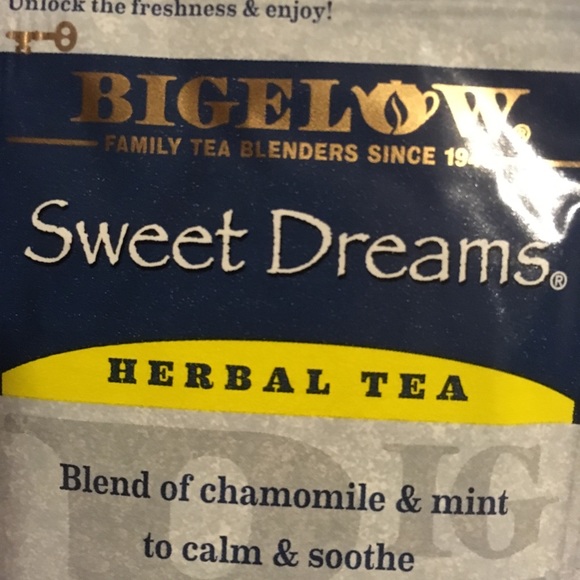 Unlock the freshness & enjoy!
BIGELOW®
FAMILY TEA BLENDERS SINCE
Sweet Dreams®
HERBAL TEA
Blend of chamomile & mint
to calm & soothe